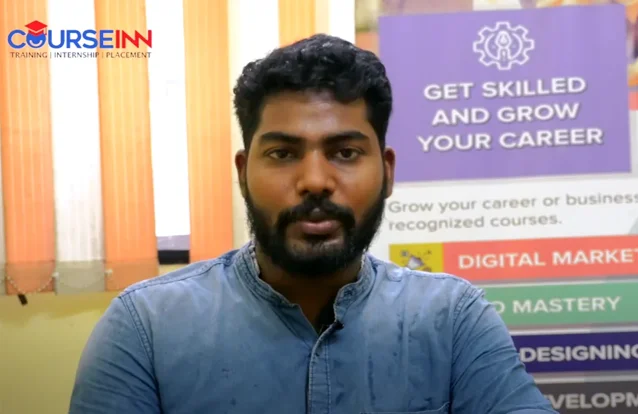 COURSEINN
TRAINING | INTERNSHIP | PLACEMENT
GET SKILLED
AND GROW
YOUR CAREER
Grow your career or business
recognized courses.
DIGITAL MARKET
O MASTERY
DESIGNING
DEVELOPM